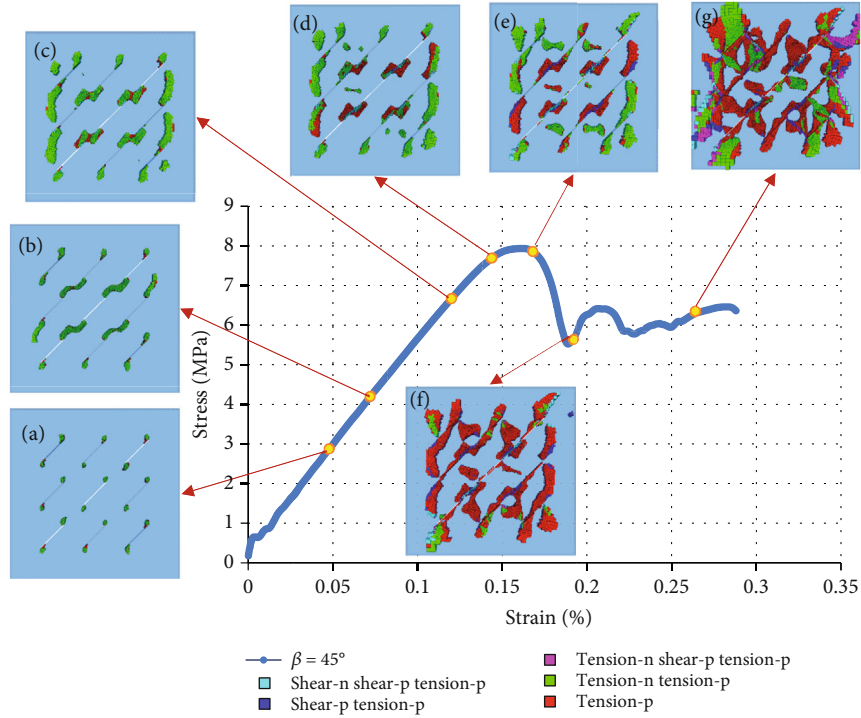 (c)
(d)
(e)
(g)
(b)
(a)
(f)
9
8
7
6
5
4
3
2
1
0
Stress (MPa)
0 0.05 0.1 0.15 0.2 0.25 0.3 0.35
Strain (%)
β = 45°
Shear-n shear-p tension-p
Shear-p tension-p
Tension-n shear-p tension-p
Tension-n tension-p
Tension-p